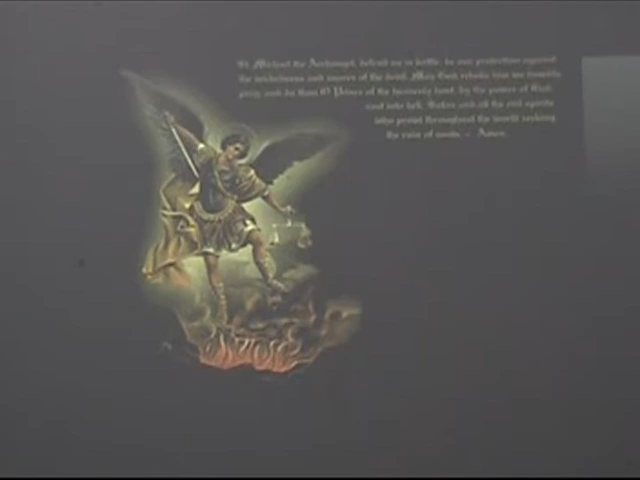 St. Michael the Archangel, defend us in battle, be our protection against
the wickedness and snares of the devil. May God rebuke him we humbly
pray; and do thou O Prince of the heavenly host, by the power of God,
cast into hell, Satan and all the evil spirits
who prowl throughout the world seeking
the ruin of souls. - Amen.